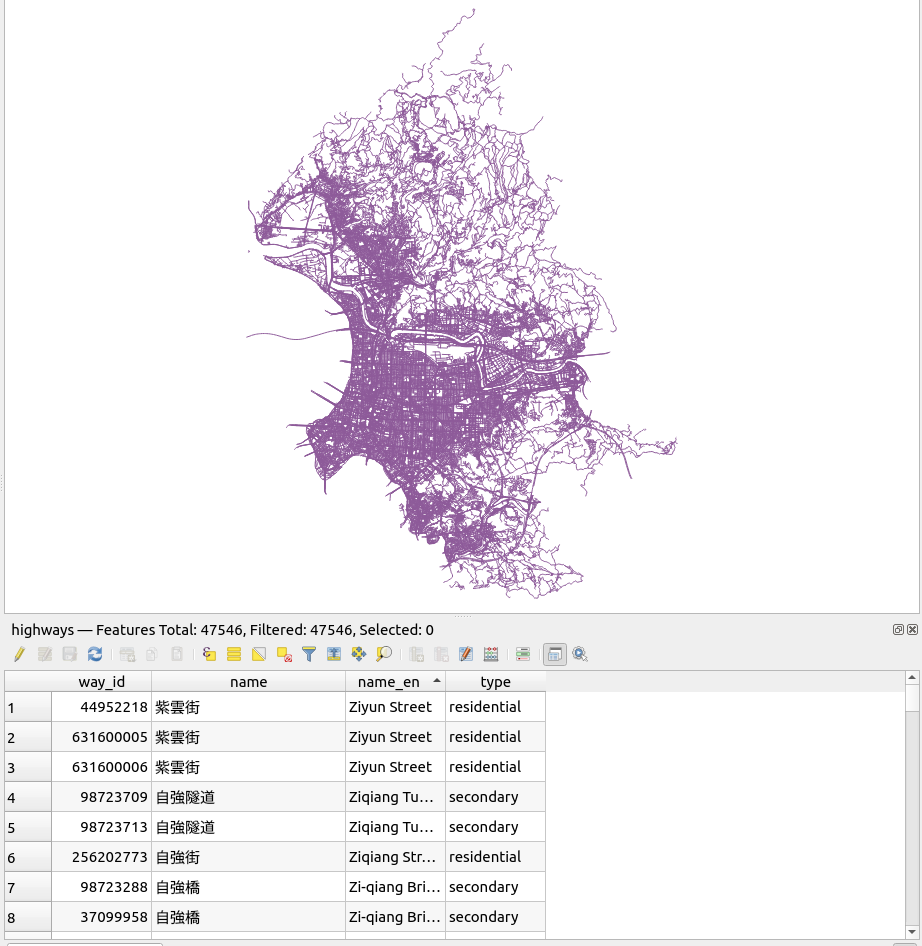 highways — Features Total: 47546, Filtered: 47546, Selected: 0
way_id name name_en type
1 44952218 紫雲街 Ziyun Street residential
2 631600005 紫雲街 Ziyun Street residential
3 631600006 紫雲街 Ziyun Street residential
4 98723709 自強隧道 Ziqiang Tu… secondary
5 98723713 自強隧道 Ziqiang Tu… secondary
6 256202773 自強街 Ziqiang Str… residential
7 98723288 自強橋 Zi-qiang Bri… secondary
8 37099958 自強橋 Zi-qiang Bri… secondary